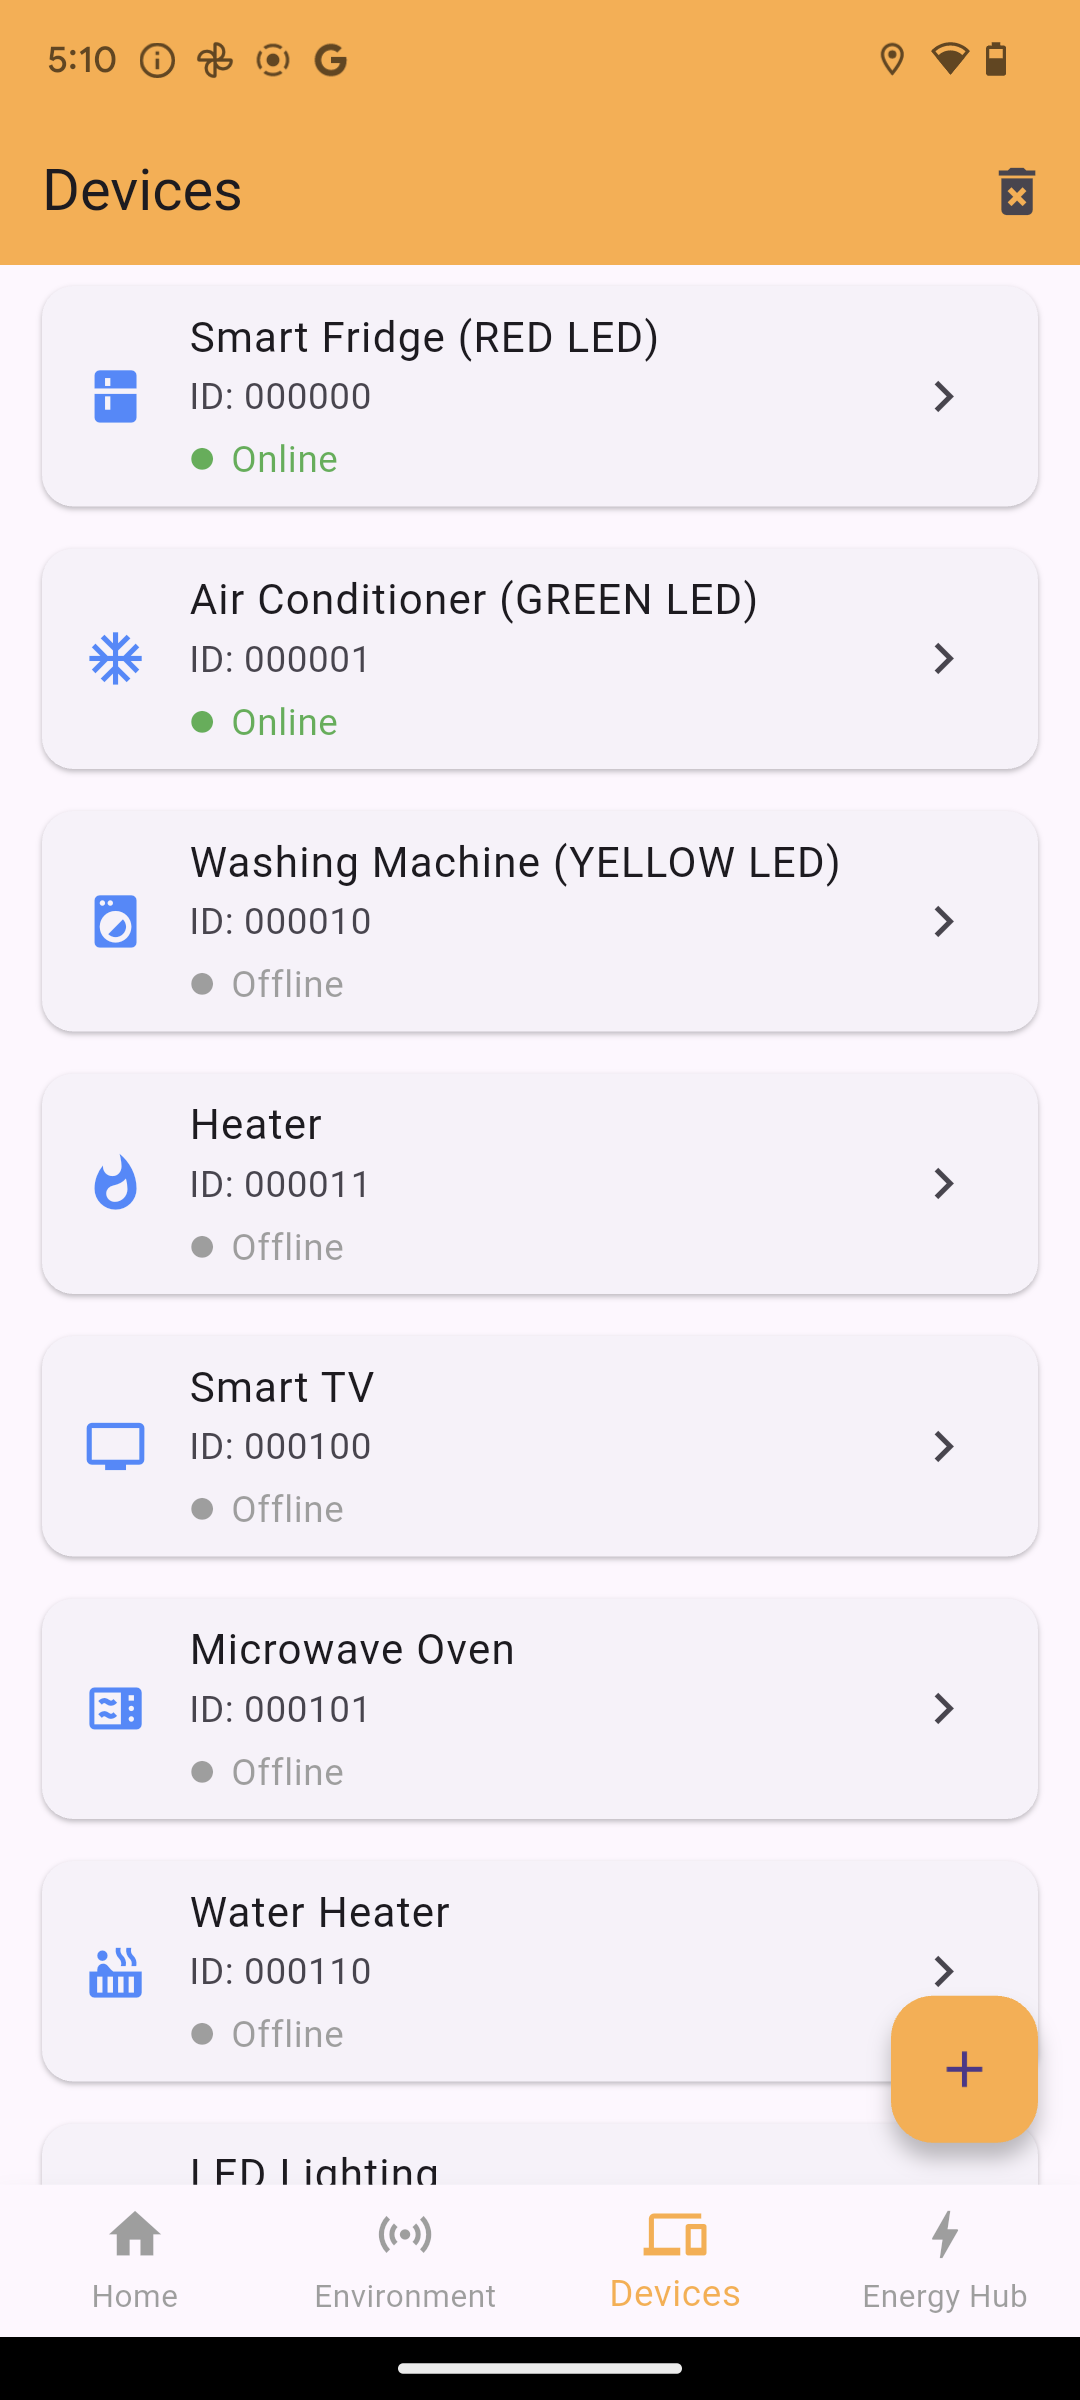 5:10
Devices
Smart Fridge (RED LED)
ID: 000000
Online
Air Conditioner (GREEN LED)
ID: 000001
Online
Washing Machine (YELLOW LED)
ID: 000010
Offline
Heater
ID: 000011
Offline
Smart TV
ID: 000100
Offline
Microwave Oven
ID: 000101
Offline
Water Heater
ID: 000110
Offline
LED Lighting
Home
Environment
Devices
Energy Hub